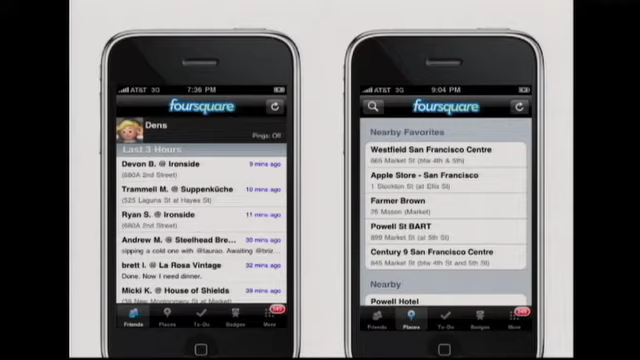 AT&T 3G
7:36 PM
foursquare
Dens
Pings: Off
Last 3 Hours
Devon B. @ Ironside
9 mins ago
(680A 2nd Street)
Trammell M. @ Suppenküche
10 mins ago
(525 Laguna St at Hayes St)
Ryan S. @ Ironside
11 mins ago
(680A 2nd Street)
Andrew M. @ Steelhead Bre...
30 mins ago
sipping a cold one with @taurao. Awaiting @briz...
brett l. @ La Rosa Vintage
32 mins ago
Done. Now I need dinner.
Micki K. @ House of Shields
39 mins ago
(39 New Montgomery St at Market)
Friends
Places
To-Do
Badges
More
AT&T 3G
9:04 PM
foursquare
Nearby Favorites
Westfield San Francisco Centre
865 Market St (btw 4th & 5th)
Apple Store - San Francisco
1 Stockton St (at Ellis St)
Farmer Brown
25 Mason (Market)
Powell St BART
899 Market St (at 5th St)
Century 9 San Francisco Centre
845 Market St (btw 4th St and 5th St)
Nearby
Powell Hotel
Friends
Places
To-Do
Badges
More